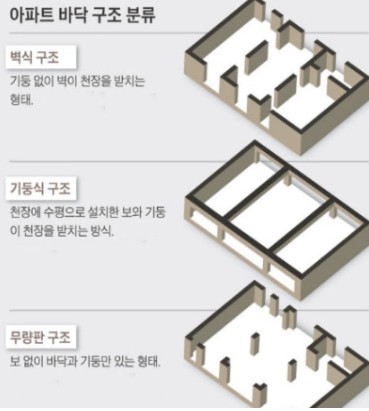 아파트 바닥 구조 분류
벽식 구조
기둥 없이 벽이 천장을 받치는
형태.
기둥식 구조
천장에 수평으로 설치한 보와 기둥
이 천장을 받치는 방식.
무량판 구조
보 없이 바닥과 기둥만 있는 형태.